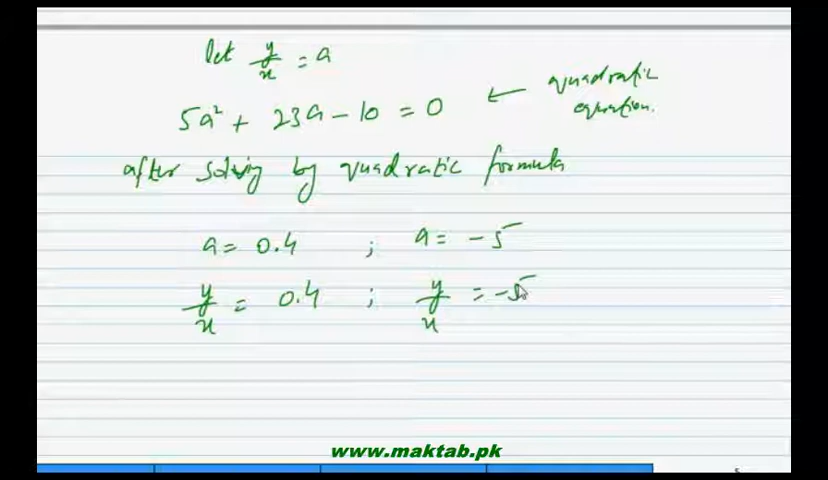 let y/x = a
5a² + 23a - 10 = 0 ← quadratic equation.
after solving by quadratic formula
a = 0.4 ; a = -5
y/x = 0.4 ; y/x = -5
www.maktab.pk
5